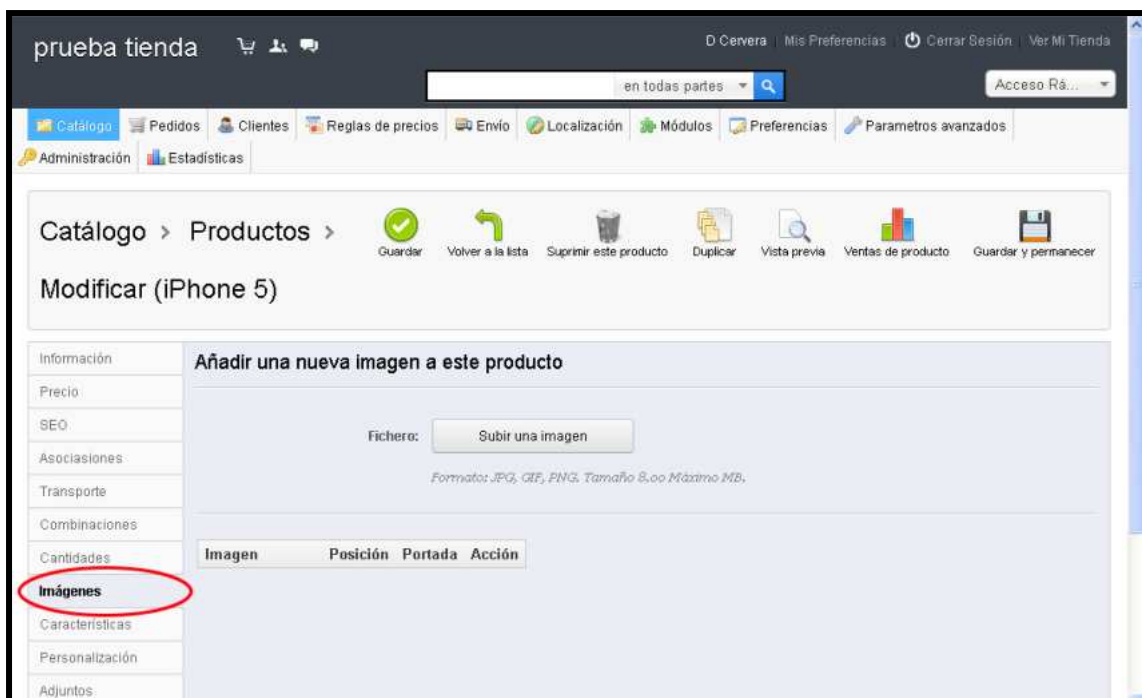 prueba tienda
D Cervera Mis Preferencias Cerrar Sesión Ver Mi Tienda
en todas partes
Acceso Rá...
Catálogo Pedidos Clientes Reglas de precios Envío Localización Módulos Preferencias Parametros avanzados
Administración Estadísticas
Catálogo > Productos >
Modificar (iPhone 5)
Guardar Volver a la lista Suprimir este producto Duplicar Vista previa Ventas de producto Guardar y permanecer
Información
Precio
SEO
Asociasiones
Transporte
Combinaciones
Cantidades
Imágenes
Características
Personalización
Adjuntos
Añadir una nueva imagen a este producto
Fichero: Subir una imagen
Formato: JPG, GIF, PNG. Tamaño 8.00 Máximo MB.
Imagen Posición Portada Acción